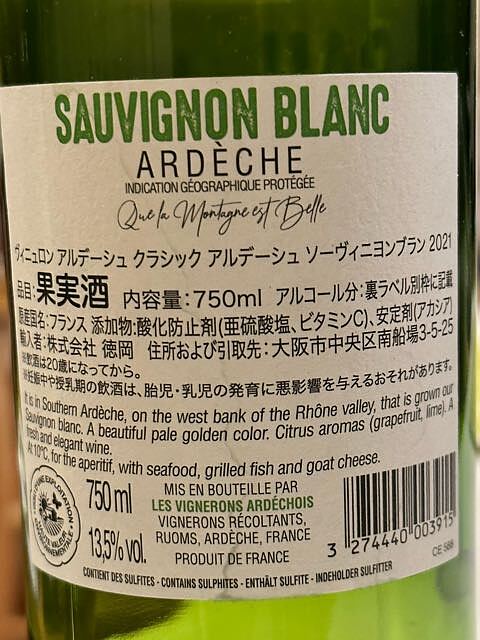 SAUVIGNON BLANC
ARDÈCHE
INDICATION GÉOGRAPHIQUE PROTÉGÉE
Que la Montagne est Belle
ヴィニュロン アルデーシュ クラシック アルデーシュ ソーヴィニヨンブラン 2021
品目:果実酒 内容量:750ml アルコール分:裏ラベル別枠に記載
原産国名:フランス 添加物:酸化防止剤(亜硫酸塩、ビタミンC)、安定剤(アカシア)
輸入者:株式会社 徳岡 住所および引取先:大阪市中央区南船場3-5-25
※飲酒は20歳になってから。
※妊娠中や授乳期の飲酒は、胎児・乳児の発育に悪影響を与えるおそれがあります。
It is in Southern Ardèche, on the west bank of the Rhône valley, that is grown our
Sauvignon blanc. A beautiful pale golden color. Citrus aromas (grapefruit, lime). A
fresh and elegant wine.
At 10°C, for the aperitif, with seafood, grilled fish and goat cheese.
750 ml
13,5% vol.
MIS EN BOUTEILLE PAR
LES VIGNERONS ARDÉCHOIS
VIGNERONS RÉCOLTANTS,
RUOMS, ARDÈCHE, FRANCE
PRODUIT DE FRANCE
3 274440 003915
CE 588
CONTIENT DES SULFITES - CONTAINS SULPHITES - ENTHÄLT SULFITE - INDEHOLDER SULFITTER